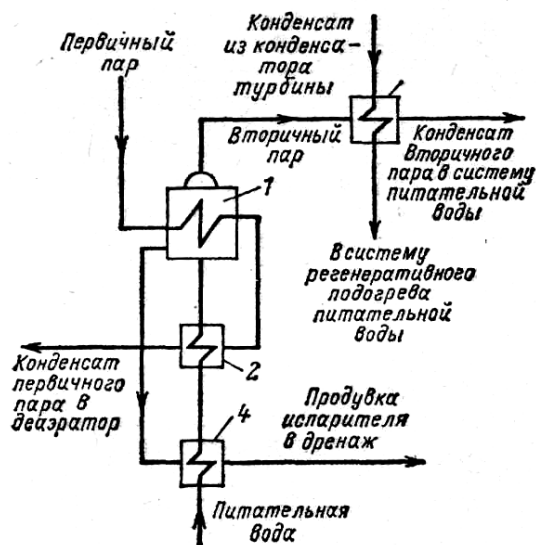 Первичный
пар
Конденсат
из конденса-
тора
турбины
Вторичный
пар
Конденсат
Вторичного
пара в систему
питательной
воды
1
В систему
регенеративного
подогрева
питательной
воды
2
Конденсат
первичного
пара в
деаэратор
4
Продувка
испарителя
в дренаж
Питательная
вода